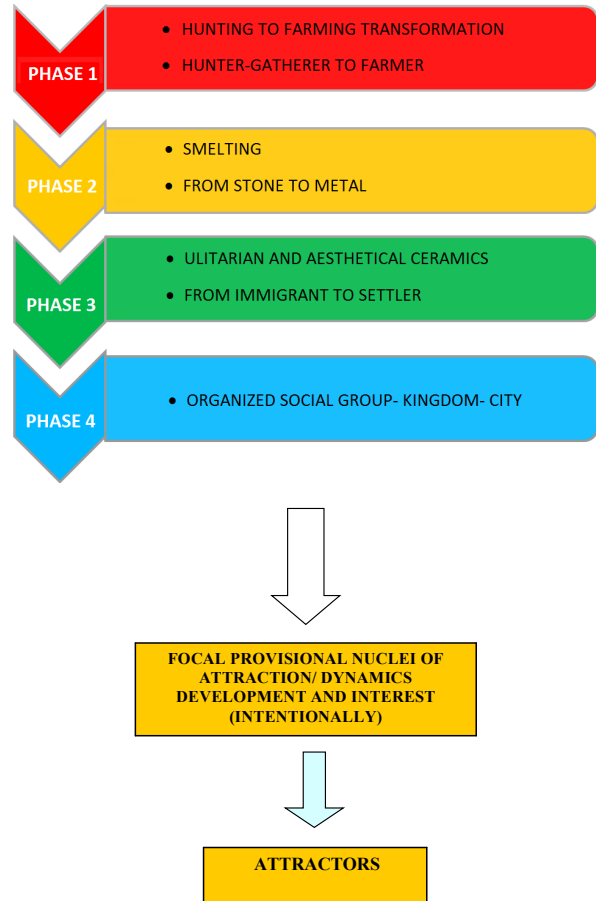 PHASE 1
• HUNTING TO FARMING TRANSFORMATION
• HUNTER-GATHERER TO FARMER
PHASE 2
• SMELTING
• FROM STONE TO METAL
PHASE 3
• ULITARIAN AND AESTHETICAL CERAMICS
• FROM IMMIGRANT TO SETTLER
PHASE 4
• ORGANIZED SOCIAL GROUP- KINGDOM- CITY
FOCAL PROVISIONAL NUCLEI OF
ATTRACTION/ DYNAMICS
DEVELOPMENT AND INTEREST
(INTENTIONALLY)
ATTRACTORS